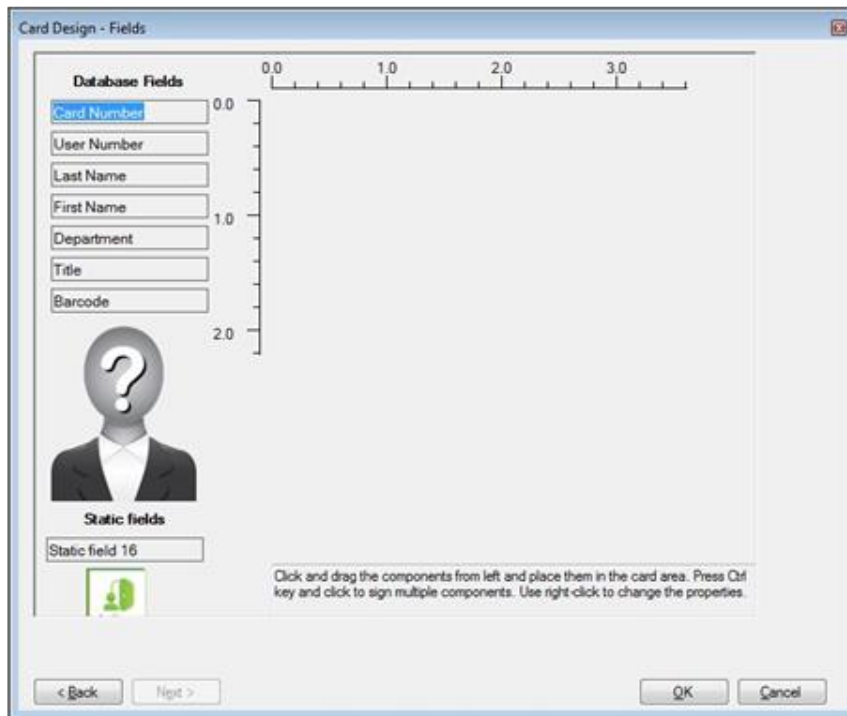 Card Design - Fields
Database Fields
Card Number
User Number
Last Name
First Name
Department
Title
Barcode
Static fields
Static field 16
0.0 1.0 2.0 3.0
0.0
1.0
2.0
Click and drag the components from left and place them in the card area. Press Ctrl
key and click to sign multiple components. Use right-click to change the properties.
< Back
Next >
OK
Cancel